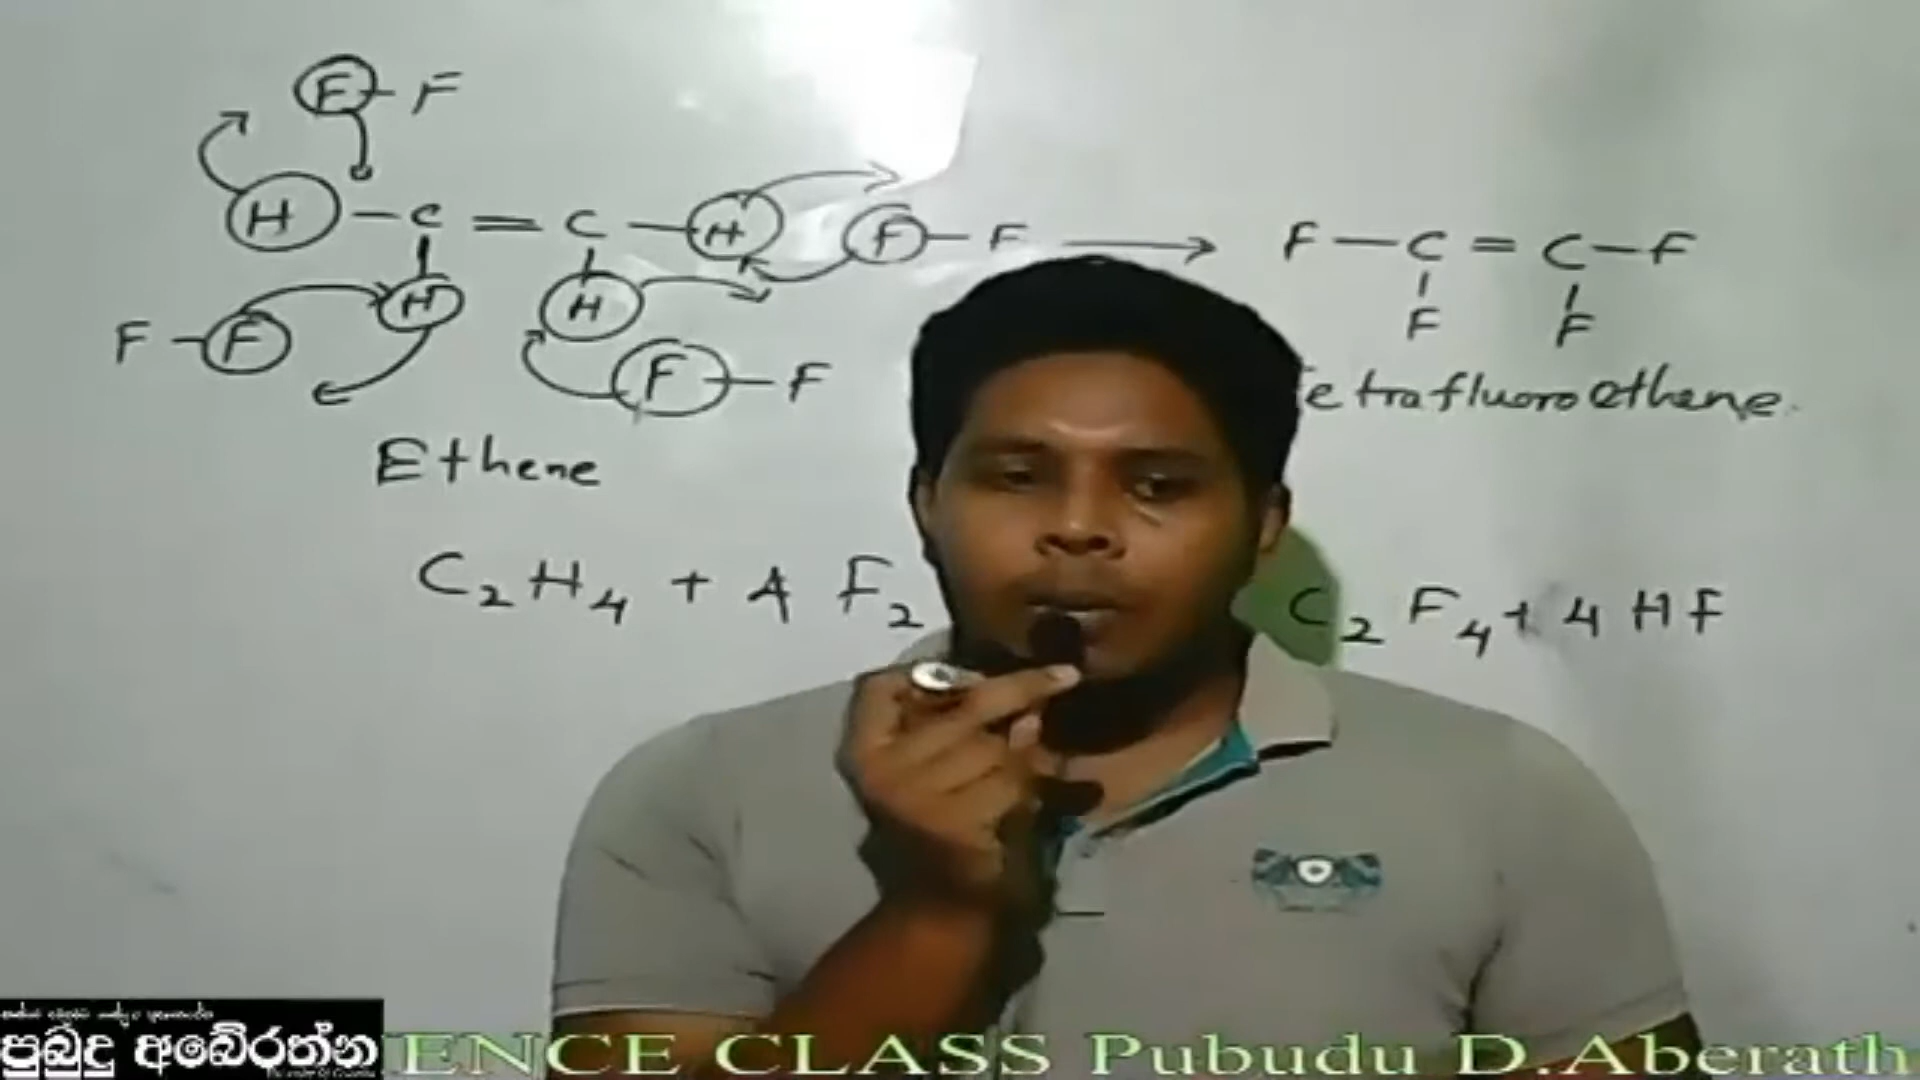 F - F
H - C = C - H F - F → F - C = C - F
F - F H H F F
F - F
etrafluoroethene
Ethene
C2H4 + 4 F2 C2F4 + 4 HF
පුබුදු අබේරත්න
ENCE CLASS Pubudu D.Aberath